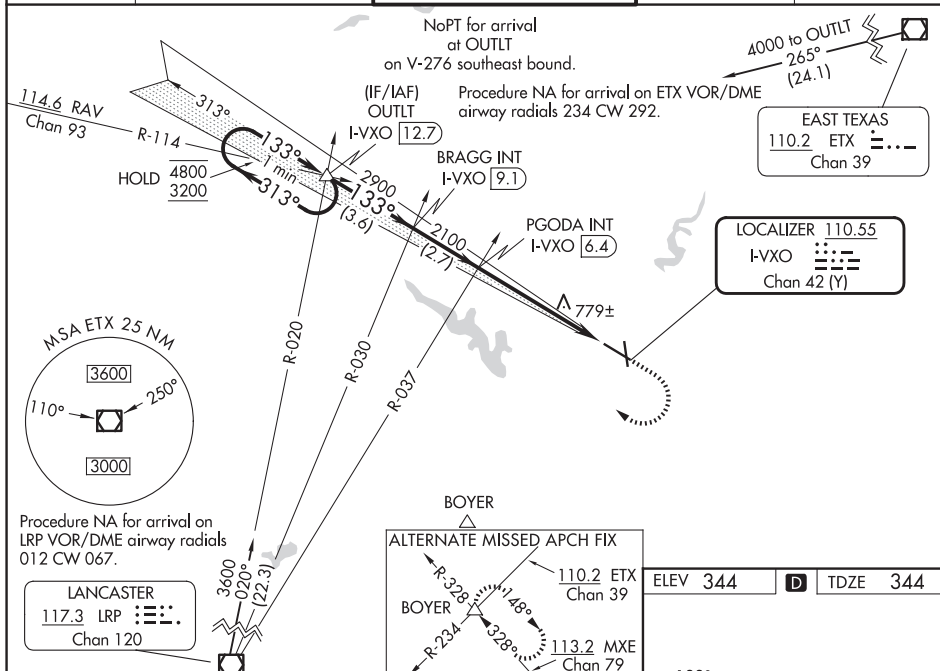 NoPT for arrival
at OUTLT
on V-276 southeast bound.
4000 to OUTLT
265°
(24.1)
Procedure NA for arrival on ETX VOR/DME
airway radials 234 CW 292.
EAST TEXAS
110.2 ETX
Chan 39
114.6 RAV
Chan 93
R-114
313°
(IF/IAF)
OUTLT
I-VXO 12.7
133°
1 min
313°
HOLD 4800
3200
BRAGG INT
I-VXO 9.1
2900
133°
(3.6)
2100
(2.7)
PGODA INT
I-VXO 6.4
LOCALIZER 110.55
I-VXO
Chan 42 (Y)
779±
R-020
R-030
R-037
MSA ETX 25 NM
3600
110°
250°
3000
Procedure NA for arrival on
LRP VOR/DME airway radials
012 CW 067.
LANCASTER
117.3 LRP
Chan 120
3600
020°
(22.3)
BOYER
ALTERNATE MISSED APCH FIX
R-328
110.2 ETX
Chan 39
BOYER
148°
328°
R-234
113.2 MXE
Chan 79
ELEV 344 D TDZE 344